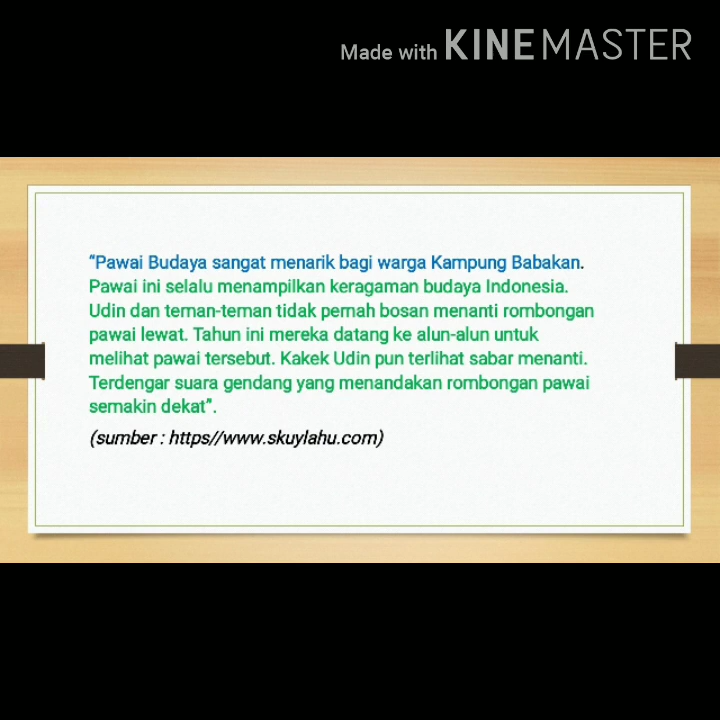 Made with KINEMASTER
“Pawai Budaya sangat menarik bagi warga Kampung Babakan.
Pawai ini selalu menampilkan keragaman budaya Indonesia.
Udin dan teman-teman tidak pernah bosan menanti rombongan
pawai lewat. Tahun ini mereka datang ke alun-alun untuk
melihat pawai tersebut. Kakek Udin pun terlihat sabar menanti.
Terdengar suara gendang yang menandakan rombongan pawai
semakin dekat”.
(sumber : https//www.skuylahu.com)